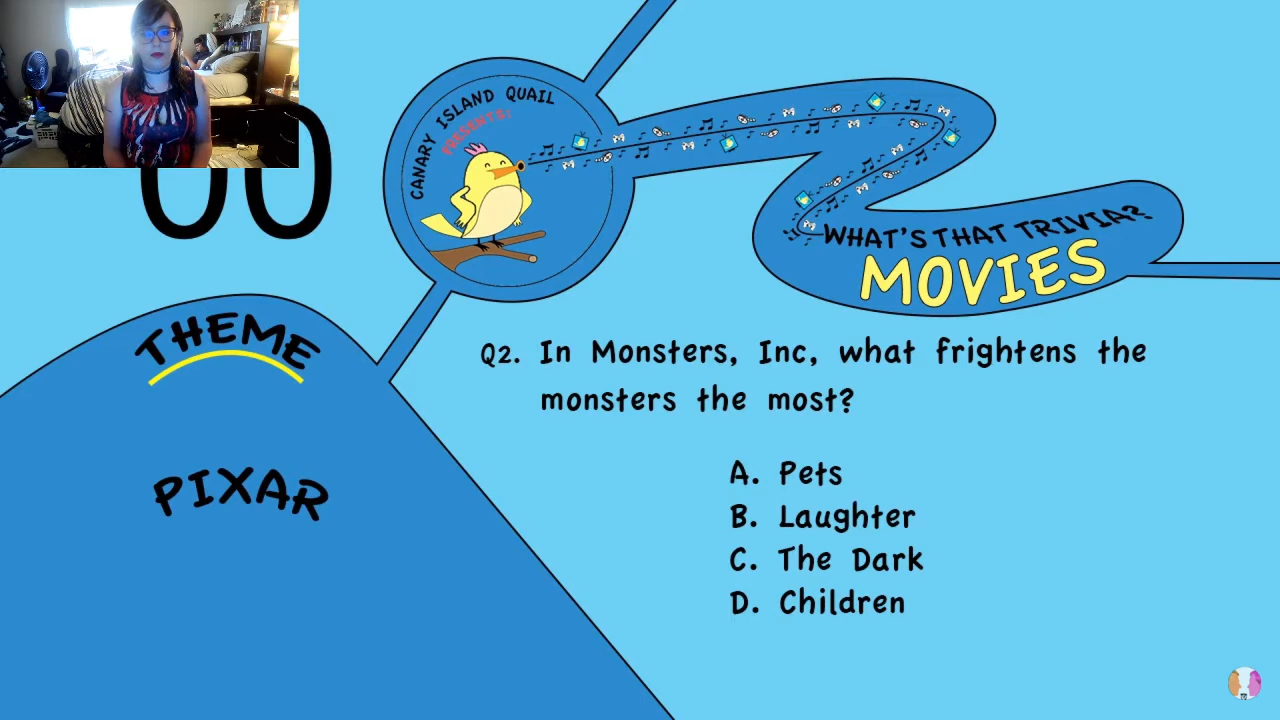 00
CANARY ISLAND QUAIL
PRESENTS:
WHAT'S THAT TRIVIA?
MOVIES
THEME
PIXAR
Q2. In Monsters, Inc, what frightens the
monsters the most?
A. Pets
B. Laughter
C. The Dark
D. Children